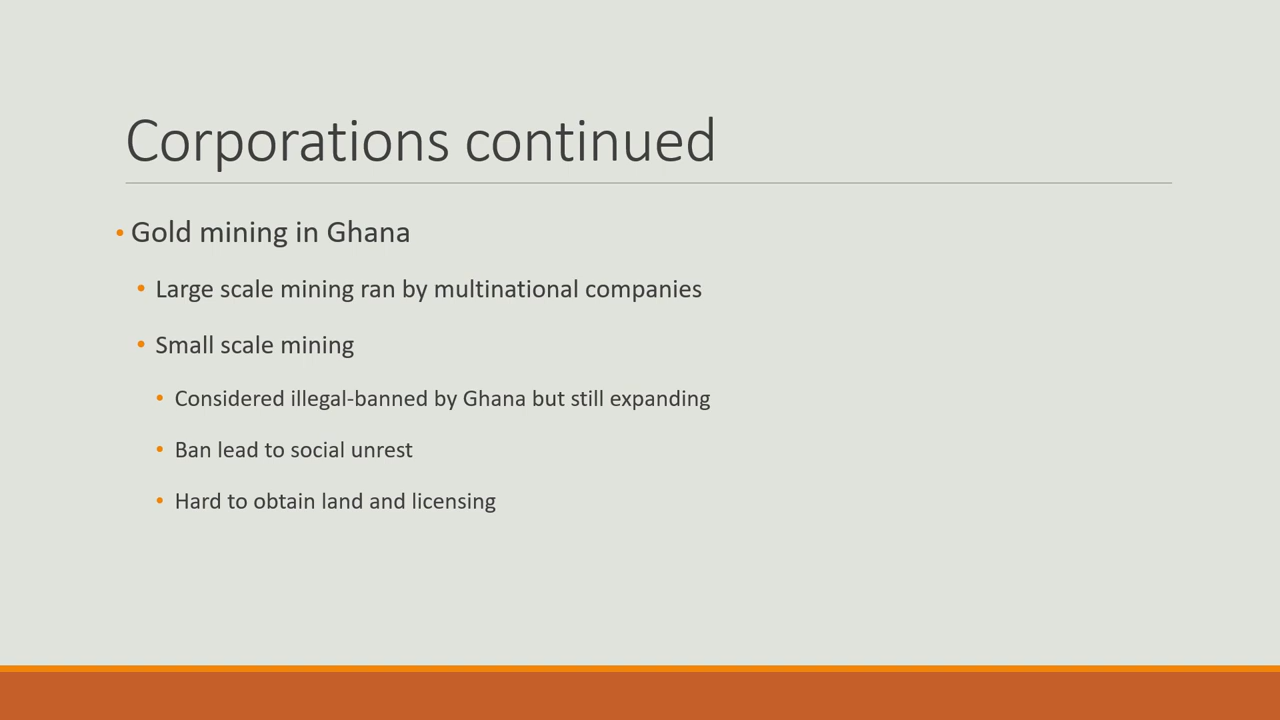 Corporations continued
• Gold mining in Ghana
• Large scale mining ran by multinational companies
• Small scale mining
• Considered illegal-banned by Ghana but still expanding
• Ban lead to social unrest
• Hard to obtain land and licensing